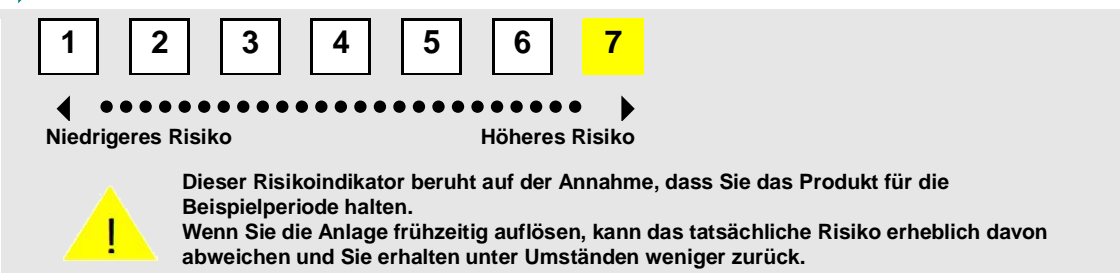 1 2 3 4 5 6 7
Niedrigeres Risiko Höheres Risiko
Dieser Risikoindikator beruht auf der Annahme, dass Sie das Produkt für die
Beispielperiode halten.
Wenn Sie die Anlage frühzeitig auflösen, kann das tatsächliche Risiko erheblich davon
abweichen und Sie erhalten unter Umständen weniger zurück.
!